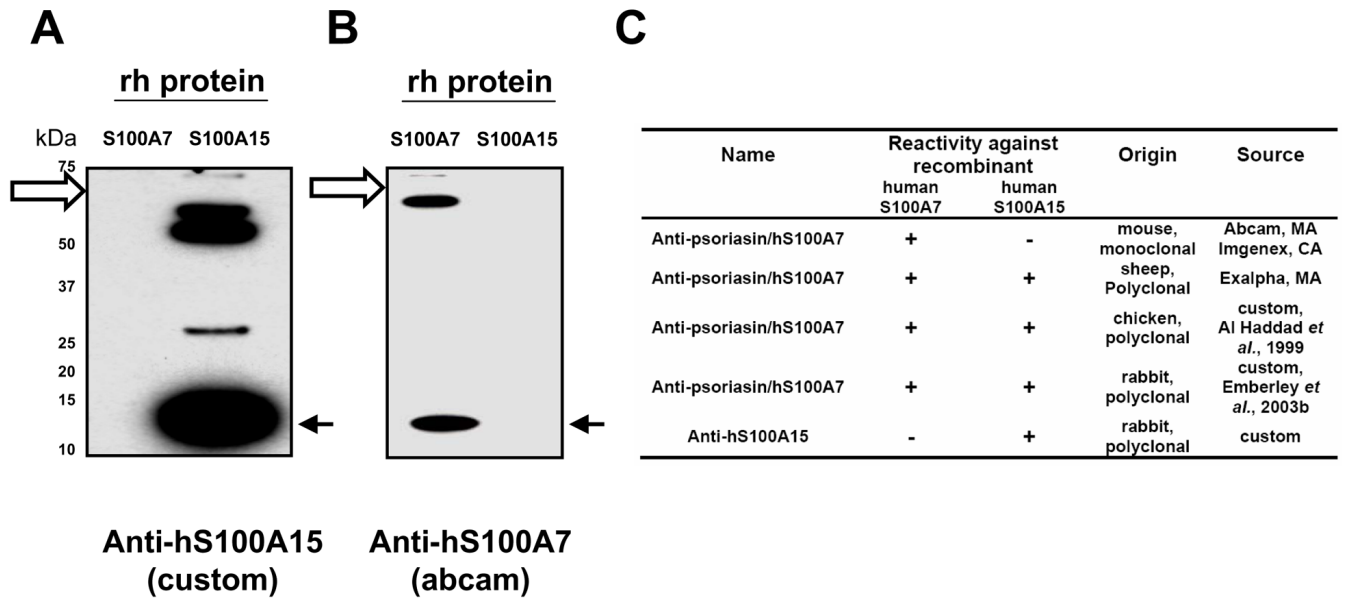 A
rh protein
kDa
S100A7 S100A15
75
50
37
25
20
15
10
Anti-hS100A15
(custom)
B
rh protein
S100A7 S100A15
Anti-hS100A7
(abcam)
C
Name
Reactivity against
recombinant
Origin
Source
human
S100A7
human
S100A15
Anti-psoriasin/hS100A7
+
-
mouse,
monoclonal
Abcam, MA
Imgenex, CA
Anti-psoriasin/hS100A7
+
+
sheep,
Polyclonal
Exalpha, MA
Anti-psoriasin/hS100A7
+
+
chicken,
polyclonal
custom,
Al Haddad et
al., 1999
Anti-psoriasin/hS100A7
+
+
rabbit,
polyclonal
custom,
Emberley et
al., 2003b
Anti-hS100A15
-
+
rabbit,
polyclonal
custom